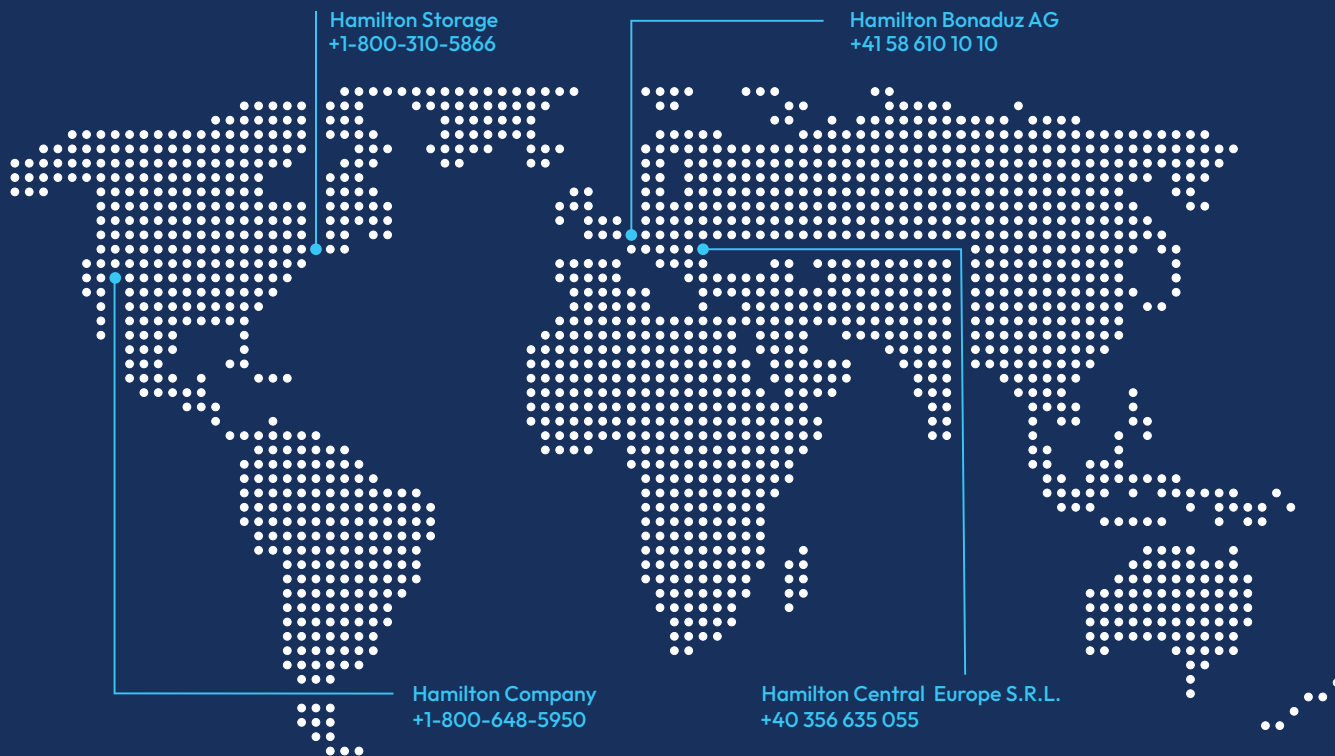 Hamilton Storage
+1-800-310-5866
Hamilton Bonaduz AG
+41 58 610 10 10
Hamilton Company
+1-800-648-5950
Hamilton Central Europe S.R.L.
+40 356 635 055